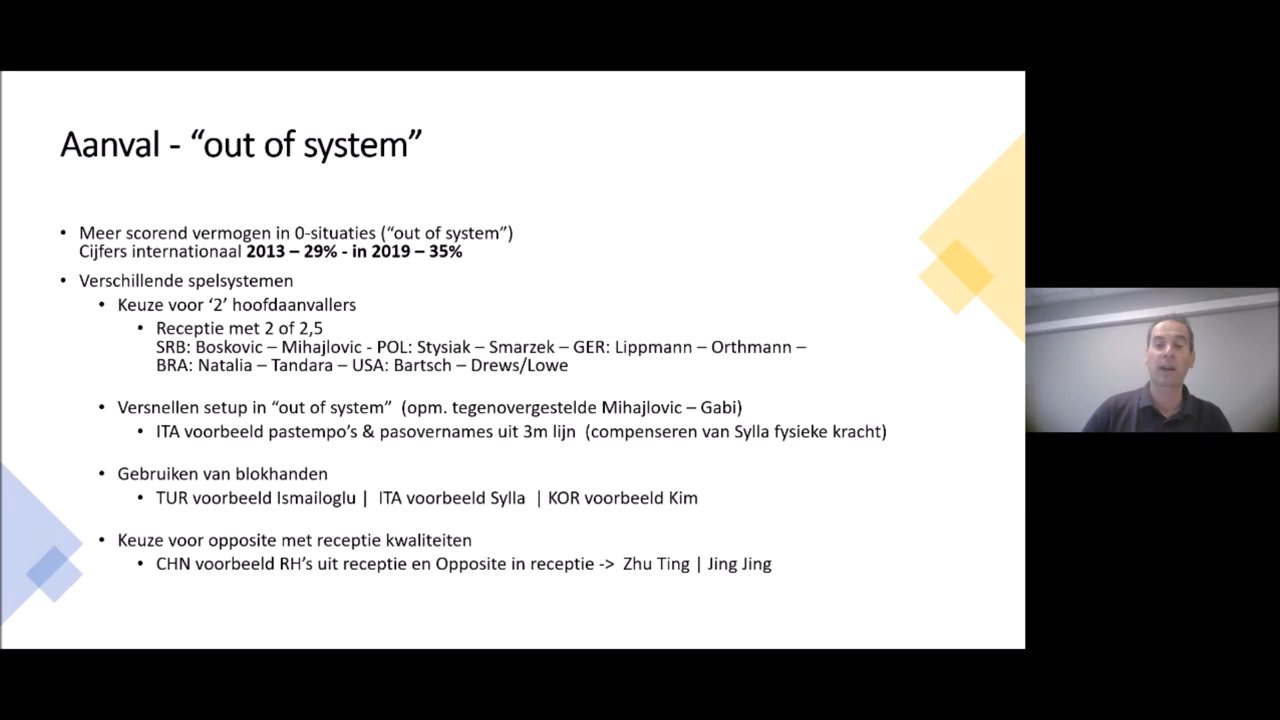 Aanval - “out of system”
• Meer scorend vermogen in 0-situaties (“out of system”)
Cijfers internationaal 2013 – 29% - in 2019 – 35%
• Verschillende spelsystemen
• Keuze voor ‘2’ hoofdaanvallers
• Receptie met 2 of 2,5
SRB: Boskovic – Mihajlovic - POL: Stysiak – Smarzek – GER: Lippmann – Orthmann –
BRA: Natalia – Tandara – USA: Bartsch – Drews/Lowe
• Versnellen setup in “out of system” (opm. tegenovergestelde Mihajlovic – Gabi)
• ITA voorbeeld pastempo’s & pasovernames uit 3m lijn (compenseren van Sylla fysieke kracht)
• Gebruiken van blokhanden
• TUR voorbeeld Ismailoglu | ITA voorbeeld Sylla | KOR voorbeeld Kim
• Keuze voor opposite met receptie kwaliteiten
• CHN voorbeeld RH’s uit receptie en Opposite in receptie -> Zhu Ting | Jing Jing